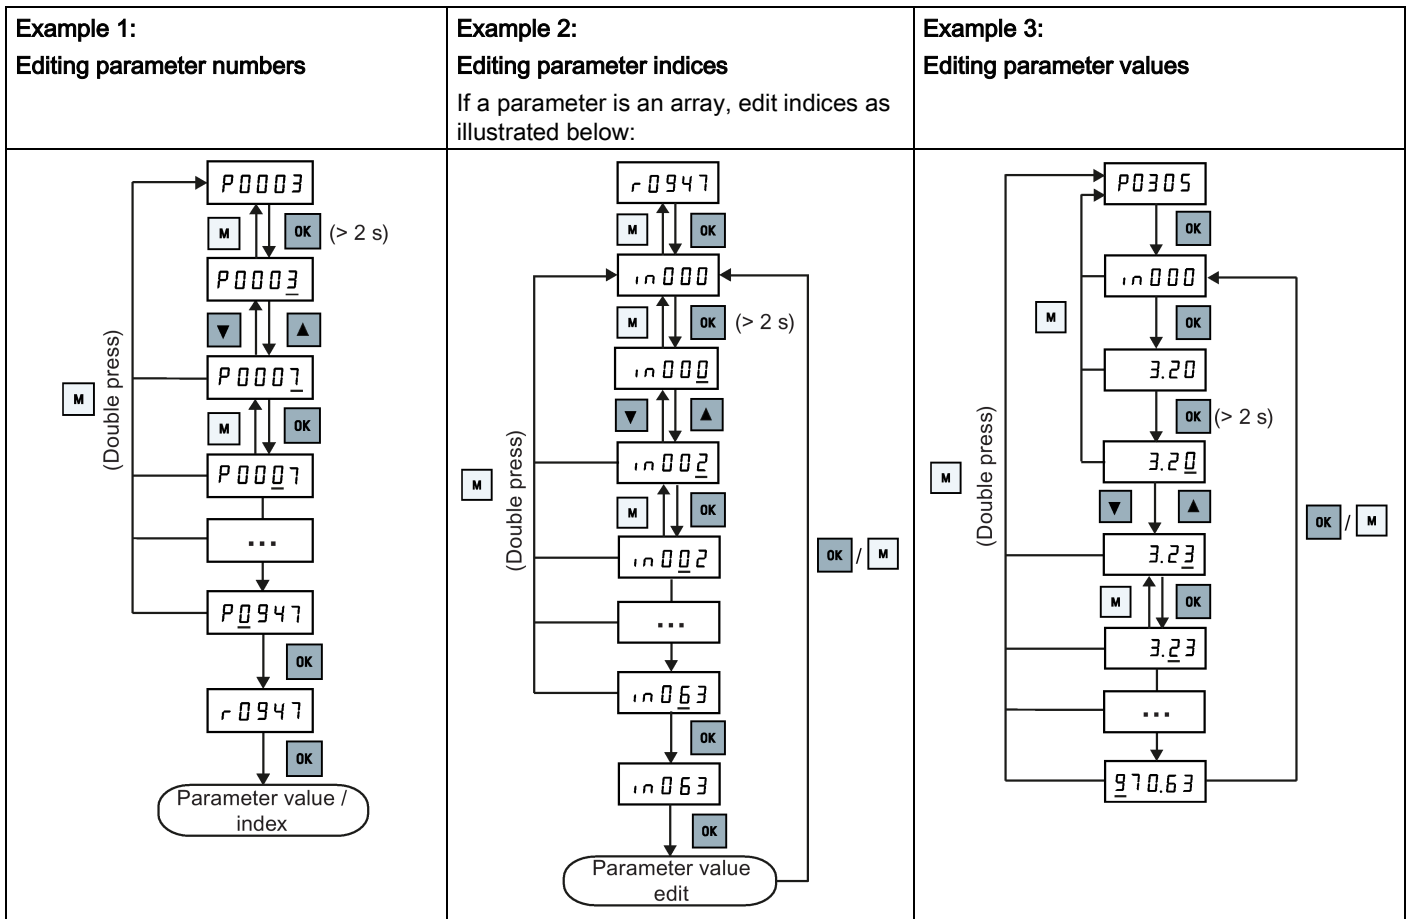 Example 1:
Editing parameter numbers
Example 2:
Editing parameter indices
If a parameter is an array, edit indices as
illustrated below:
Example 3:
Editing parameter values
P0003
M
OK
(> 2 s)
P0003
▼
▲
P0007
M
OK
P0007
...
P0947
OK
r0947
OK
Parameter value /
index
M
(Double press)
r0947
M
OK
in000
M
OK
(> 2 s)
in000
▼
▲
in002
M
OK
in002
...
in063
OK
in063
OK
Parameter value
edit
M
(Double press)
OK / M
P0305
OK
in000
M
OK
3.20
OK (> 2 s)
3.20
▼
▲
3.23
M
OK
3.23
...
970.63
M
(Double press)
OK / M